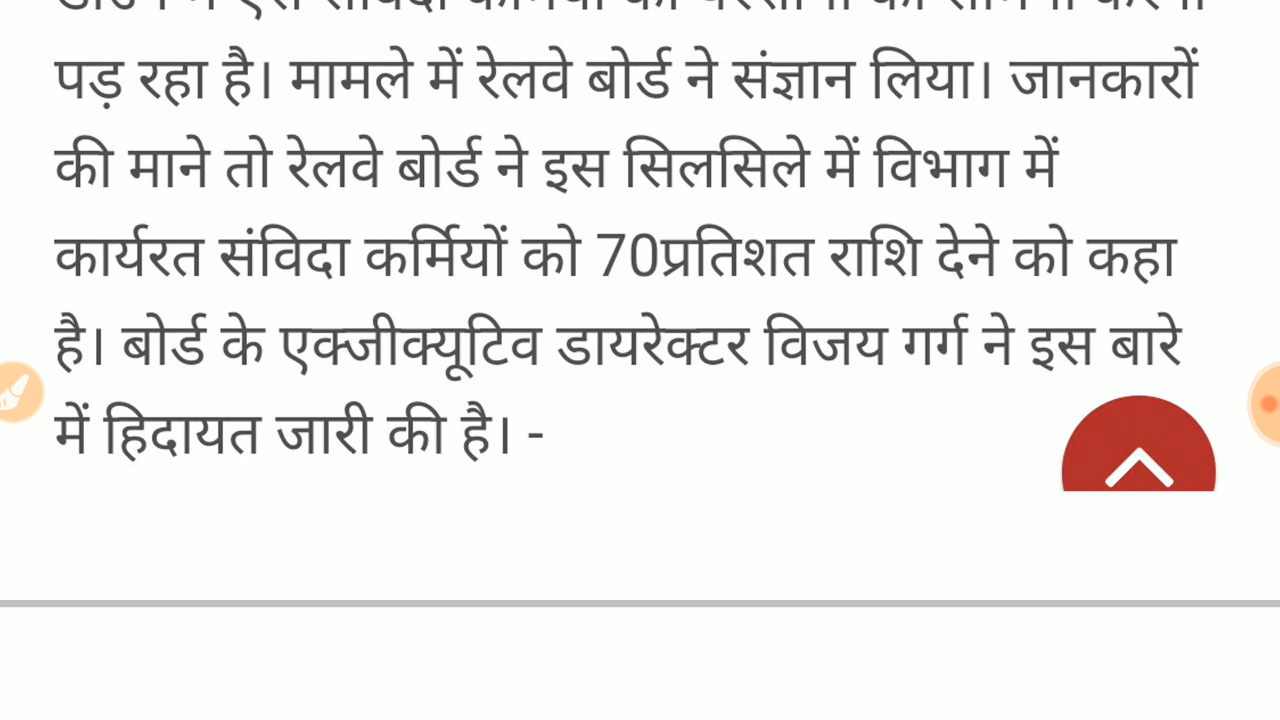 पड़ रहा है। मामले में रेलवे बोर्ड ने संज्ञान लिया। जानकारों
की माने तो रेलवे बोर्ड ने इस सिलसिले में विभाग में
कार्यरत संविदा कर्मियों को 70प्रतिशत राशि देने को कहा
है। बोर्ड के एक्जीक्यूटिव डायरेक्टर विजय गर्ग ने इस बारे
में हिदायत जारी की है। -